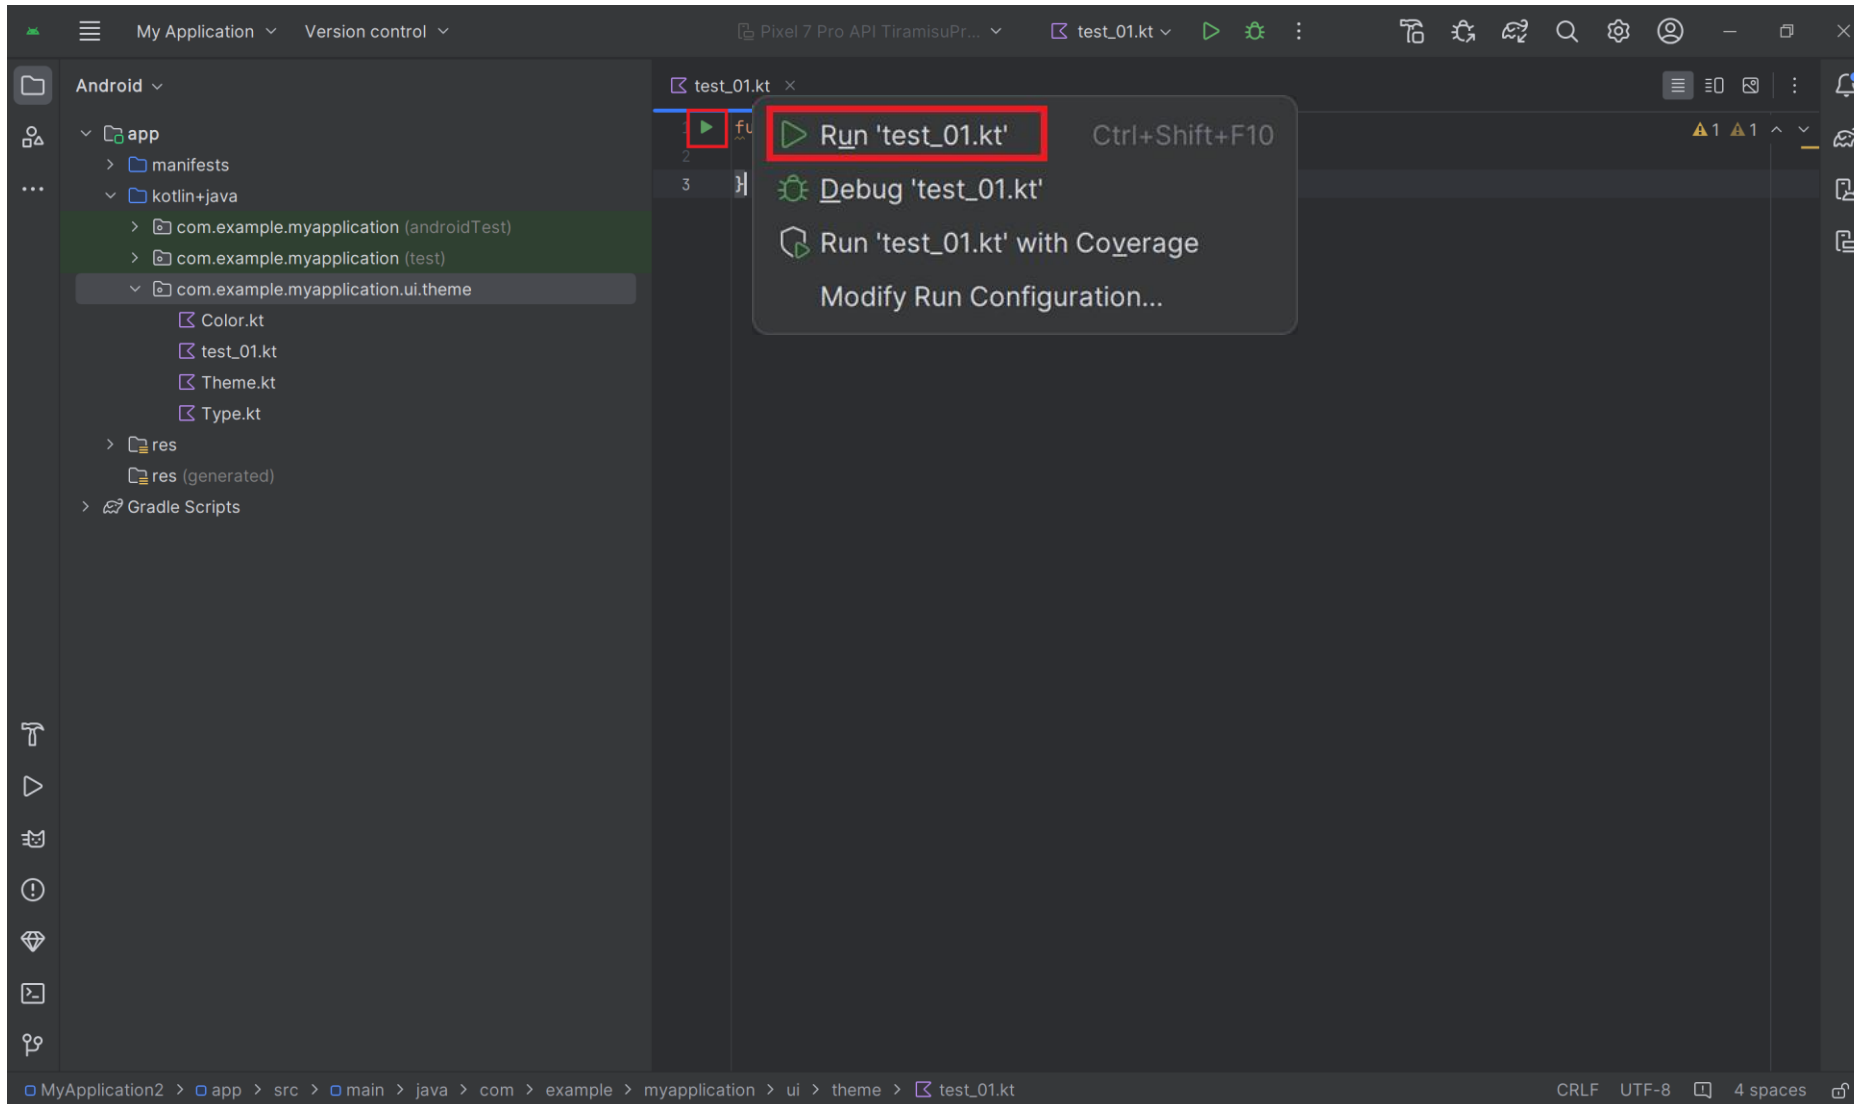 My Application Version control Pixel 7 Pro API TiramisuPr... test_01.kt
Android
test_01.kt
app
manifests
kotlin+java
com.example.myapplication (androidTest)
com.example.myapplication (test)
com.example.myapplication.ui.theme
Color.kt
test_01.kt
Theme.kt
Type.kt
res
res (generated)
Gradle Scripts
1 fu
2
3 }
1 1
Run 'test_01.kt' Ctrl+Shift+F10
Debug 'test_01.kt'
Run 'test_01.kt' with Coverage
Modify Run Configuration...
MyApplication2 > app > src > main > java > com > example > myapplication > ui > theme > test_01.kt
CRLF UTF-8 4 spaces